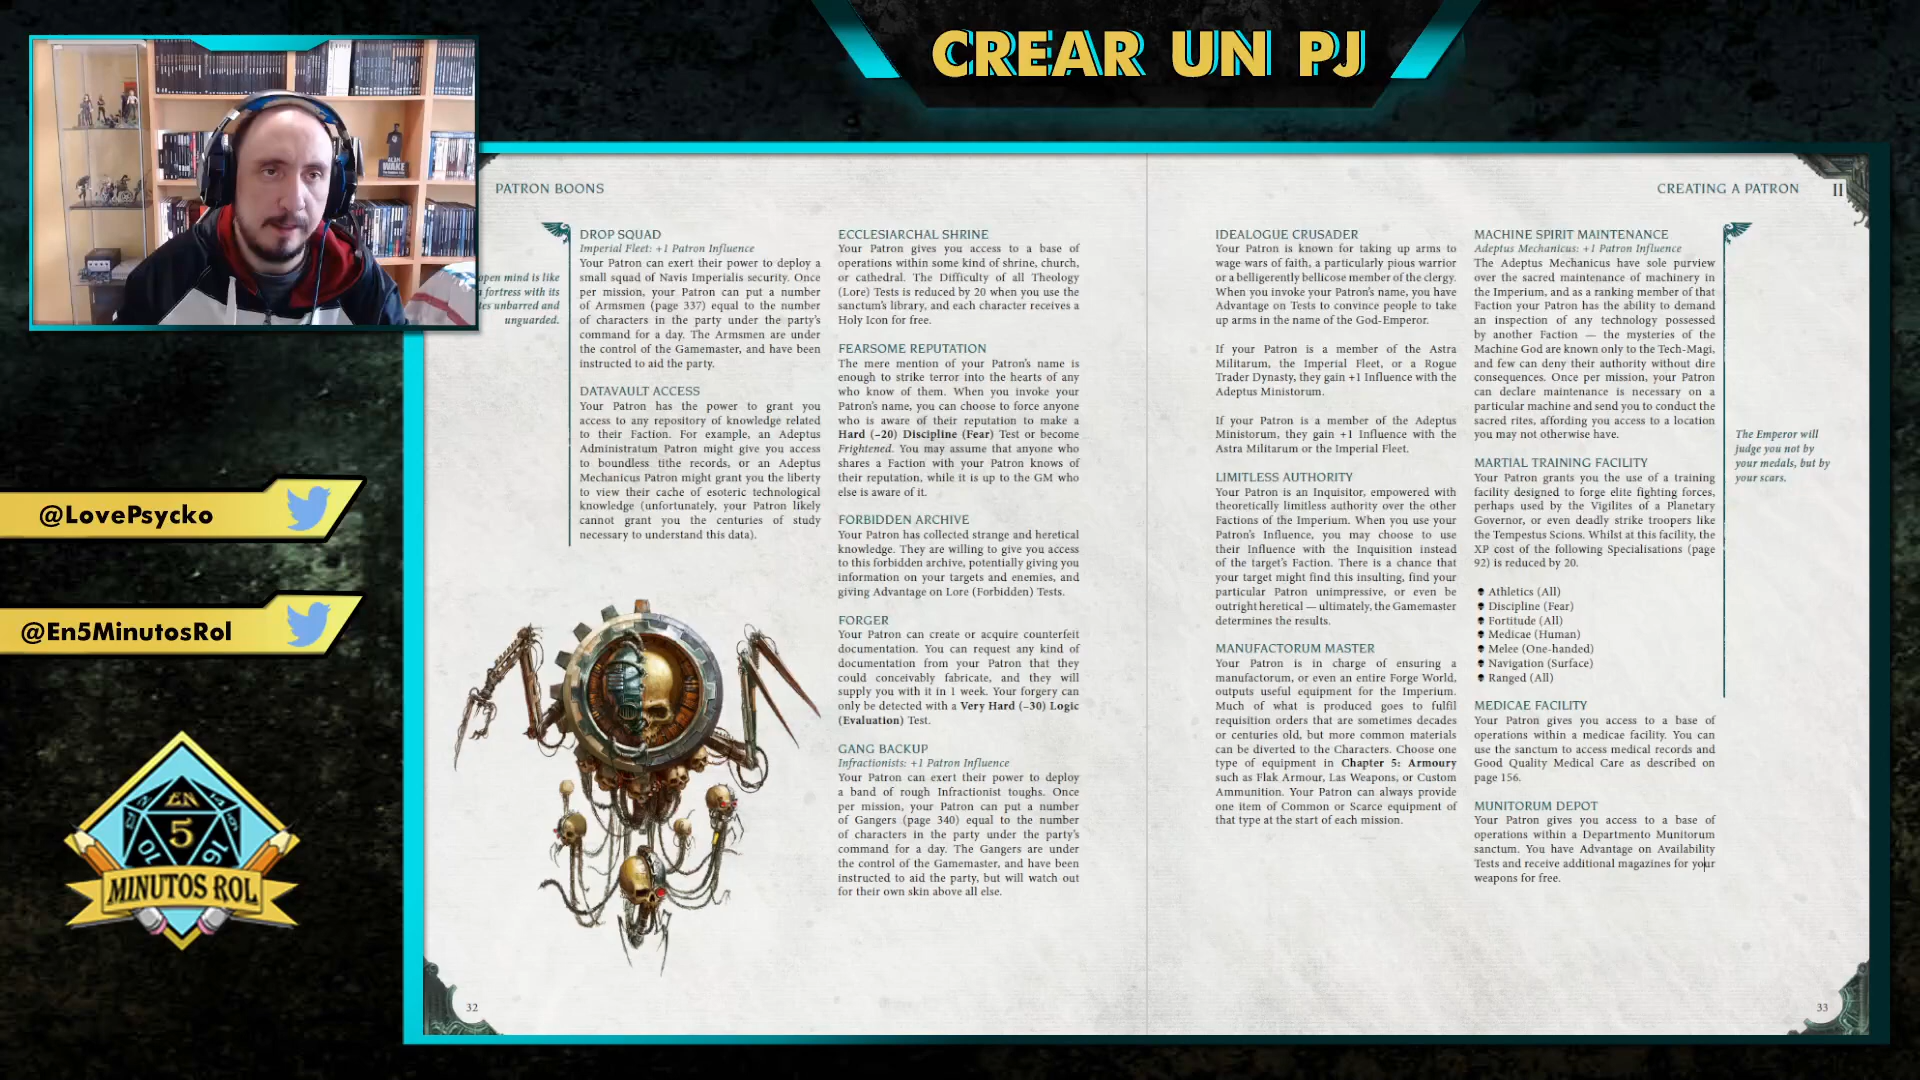 CREAR UN PJ
ALAN
WAKE
@LovePsycko
@En5MinutosRol
EN
5
MINUTOS ROL
PATRON BOONS
open mind is like
a fortress with its
unbarred and
unguarded.
DROP SQUAD
Imperial Fleet: +1 Patron Influence
Your Patron can exert their power to deploy a
small squad of Navis Imperialis security. Once
per mission, your Patron can put a number
of Armsmen (page 337) equal to the number
of characters in the party under the party's
command for a day. The Armsmen are under
the control of the Gamemaster, and have been
instructed to aid the party.
DATAVAULT ACCESS
Your Patron has the power to grant you
access to any repository of knowledge related
to their Faction. For example, an Adeptus
Administratum Patron might give you access
to boundless tithe records, or an Adeptus
Mechanicus Patron might grant you the liberty
to view their cache of esoteric technological
knowledge (unfortunately, your Patron likely
cannot grant you the centuries of study
necessary to understand this data).
ECCLESIARCHAL SHRINE
Your Patron gives you access to a base of
operations within some kind of shrine, church,
or cathedral. The Difficulty of all Theology
(Lore) Tests is reduced by 20 when you use the
sanctum's library, and each character receives a
Holy Icon for free.
FEARSOME REPUTATION
The mere mention of your Patron's name is
enough to strike terror into the hearts of any
who know of them. When you invoke your
Patron's name, you can choose to force anyone
who is aware of their reputation to make a
Hard (–20) Discipline (Fear) Test or become
Frightened. You may assume that anyone who
shares a Faction with your Patron knows of
their reputation, while it is up to the GM who
else is aware of it.
FORBIDDEN ARCHIVE
Your Patron has collected strange and heretical
knowledge. They are willing to give you access
to this forbidden archive, potentially giving you
information on your targets and enemies, and
giving Advantage on Lore (Forbidden) Tests.
FORGER
Your Patron can create or acquire counterfeit
documentation. You can request any kind of
documentation from your Patron that they
could conceivably fabricate, and they will
supply you with it in 1 week. Your forgery can
only be detected with a Very Hard (–30) Logic
(Evaluation) Test.
GANG BACKUP
Infractionists: +1 Patron Influence
Your Patron can exert their power to deploy
a band of rough Infractionist toughs. Once
per mission, your Patron can put a number
of Gangers (page 340) equal to the number
of characters in the party under the party's
command for a day. The Gangers are under
the control of the Gamemaster, and have been
instructed to aid the party, but will watch out
for their own skin above all else.
32
CREATING A PATRON II
IDEALOGUE CRUSADER
Your Patron is known for taking up arms to
wage wars of faith, a particularly pious warrior
or a belligerently bellicose member of the clergy.
When you invoke your Patron's name, you have
Advantage on Tests to convince people to take
up arms in the name of the God-Emperor.
If your Patron is a member of the Astra
Militarum, the Imperial Fleet, or a Rogue
Trader Dynasty, they gain +1 Influence with the
Adeptus Ministorum.
If your Patron is a member of the Adeptus
Ministorum, they gain +1 Influence with the
Astra Militarum or the Imperial Fleet.
LIMITLESS AUTHORITY
Your Patron is an Inquisitor, empowered with
theoretically limitless authority over the other
Factions of the Imperium. When you use your
Patron's Influence, you may choose to use
their Influence with the Inquisition instead
of the target's Faction. There is a chance that
your target might find this insulting, find your
particular Patron unimpressive, or even be
outright heretical — ultimately, the Gamemaster
determines the results.
MANUFACTORUM MASTER
Your Patron is in charge of ensuring a
manufactorum, or even an entire Forge World,
outputs useful equipment for the Imperium.
Much of what is produced goes to fulfil
requisition orders that are sometimes decades
or centuries old, but more common materials
can be diverted to the Characters. Choose one
type of equipment in Chapter 5: Armoury
such as Flak Armour, Las Weapons, or Custom
Ammunition. Your Patron can always provide
one item of Common or Scarce equipment of
that type at the start of each mission.
MACHINE SPIRIT MAINTENANCE
Adeptus Mechanicus: +1 Patron Influence
The Adeptus Mechanicus have sole purview
over the sacred maintenance of machinery in
the Imperium, and as a ranking member of that
Faction your Patron has the ability to demand
an inspection of any technology possessed
by another Faction — the mysteries of the
Machine God are known only to the Tech-Magi,
and few can deny their authority without dire
consequences. Once per mission, your Patron
can declare maintenance is necessary on a
particular machine and send you to conduct the
sacred rites, affording you access to a location
you may not otherwise have.
MARTIAL TRAINING FACILITY
Your Patron grants you the use of a training
facility designed to forge elite fighting forces,
perhaps used by the Vigilites of a Planetary
Governor, or even deadly strike troopers like
the Tempestus Scions. Whilst at this facility, the
XP cost of the following Specialisations (page
92) is reduced by 20.
Athletics (All)
Discipline (Fear)
Fortitude (All)
Medicae (Human)
Melee (One-handed)
Navigation (Surface)
Ranged (All)
MEDICAE FACILITY
Your Patron gives you access to a base of
operations within a medicae facility. You can
use the sanctum to access medical records and
Good Quality Medical Care as described on
page 156.
MUNITORUM DEPOT
Your Patron gives you access to a base of
operations within a Departmento Munitorum
sanctum. You have Advantage on Availability
Tests and receive additional magazines for your
weapons for free.
The Emperor will
judge you not by
your medals, but by
your scars.
33